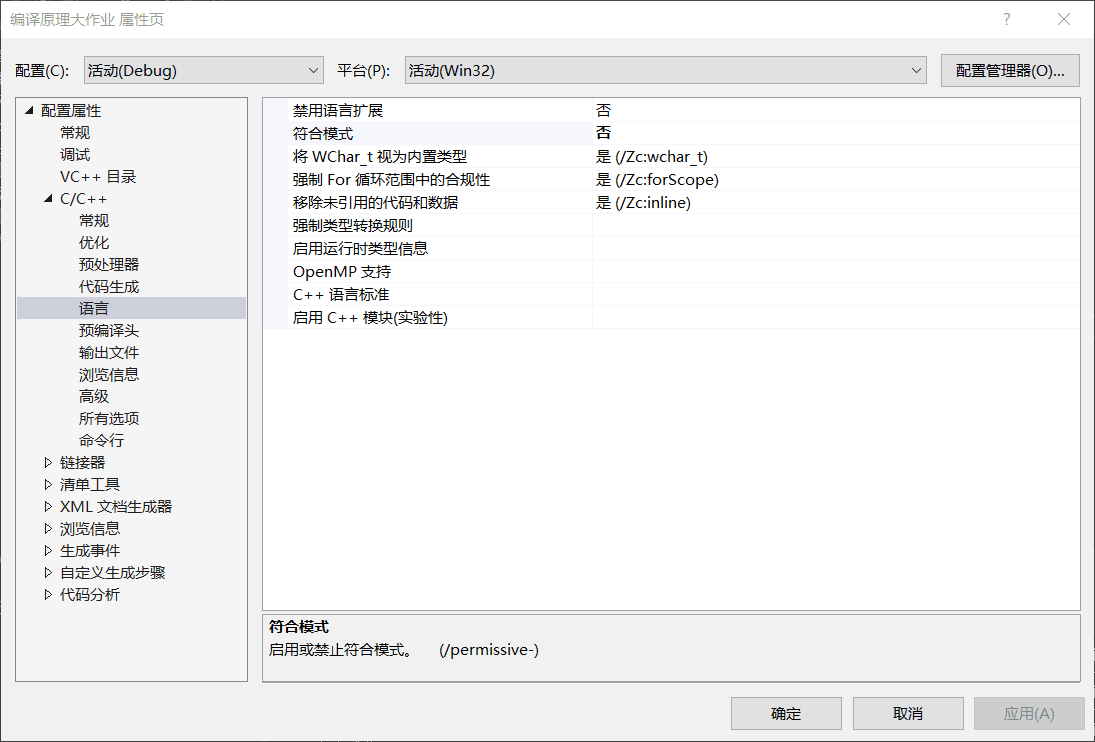 编译原理大作业 属性页
?
配置(C): 活动(Debug) 平台(P): 活动(Win32) 配置管理器(O)...
配置属性
常规
调试
VC++ 目录
C/C++
常规
优化
预处理器
代码生成
语言
预编译头
输出文件
浏览信息
高级
所有选项
命令行
链接器
清单工具
XML 文档生成器
浏览信息
生成事件
自定义生成步骤
代码分析
禁用语言扩展 否
符合模式 否
将 WChar_t 视为内置类型 是 (/Zc:wchar_t)
强制 For 循环范围中的合规性 是 (/Zc:forScope)
移除未引用的代码和数据 是 (/Zc:inline)
强制类型转换规则
启用运行时类型信息
OpenMP 支持
C++ 语言标准
启用 C++ 模块(实验性)
符合模式
启用或禁止符合模式。 (/permissive-)
确定 取消 应用(A)